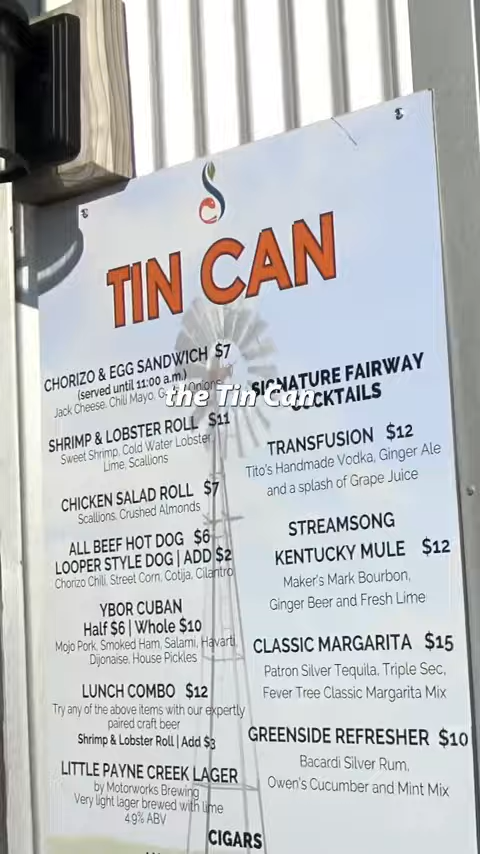 TIN CAN
CHORIZO & EGG SANDWICH $7
(served until 11:00 a.m.)
Jack Cheese, Chili Mayo, Onions
SHRIMP & LOBSTER ROLL $11
Sweet Shrimp, Cold Water Lobster,
Lime, Scallions
CHICKEN SALAD ROLL $7
Scallions, Crushed Almonds
ALL BEEF HOT DOG $6
LOOPER STYLE DOG | ADD $2
Chorizo Chili, Street Corn, Cotija, Cilantro
YBOR CUBAN
Half $6 | Whole $10
Mojo Pork, Smoked Ham, Salami, Havarti,
Dijonaise, House Pickles
LUNCH COMBO $12
Try any of the above items with our expertly
paired craft beer
Shrimp & Lobster Roll | Add $3
LITTLE PAYNE CREEK LAGER
by Motorworks Brewing
Very light lager brewed with lime
4.9% ABV
the Tin Can
SIGNATURE FAIRWAY
COCKTAILS
TRANSFUSION $12
Tito's Handmade Vodka, Ginger Ale
and a splash of Grape Juice
STREAMSONG
KENTUCKY MULE $12
Maker's Mark Bourbon,
Ginger Beer and Fresh Lime
CLASSIC MARGARITA $15
Patron Silver Tequila, Triple Sec,
Fever Tree Classic Margarita Mix
GREENSIDE REFRESHER $10
Bacardi Silver Rum,
Owen's Cucumber and Mint Mix
CIGARS